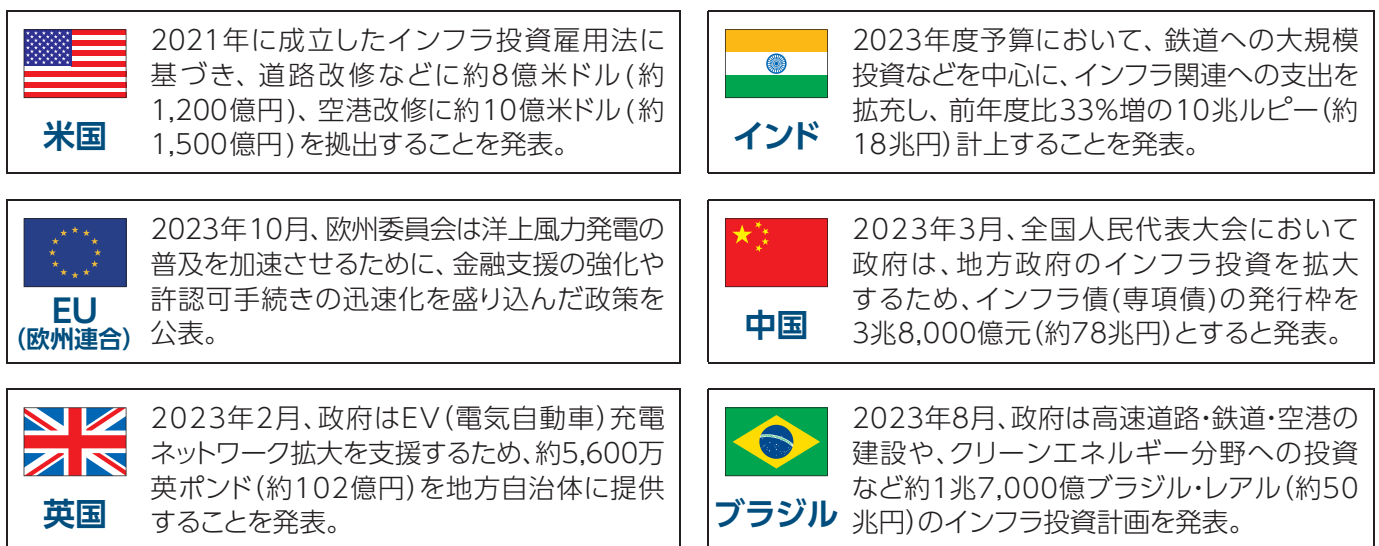 米国
2021年に成立したインフラ投資雇用法に
基づき、道路改修などに約8億米ドル(約
1,200億円)、空港改修に約10億米ドル(約
1,500億円)を拠出することを発表。
インド
2023年度予算において、鉄道への大規模
投資などを中心に、インフラ関連への支出を
拡充し、前年度比33%増の10兆ルピー(約
18兆円)計上することを発表。
EU
(欧州連合)
2023年10月、欧州委員会は洋上風力発電の
普及を加速させるために、金融支援の強化や
許認可手続きの迅速化を盛り込んだ政策を
公表。
中国
2023年3月、全国人民代表大会において
政府は、地方政府のインフラ投資を拡大
するため、インフラ債(専項債)の発行枠を
3兆8,000億元(約78兆円)とすると発表。
英国
2023年2月、政府はEV(電気自動車)充電
ネットワーク拡大を支援するため、約5,600万
英ポンド(約102億円)を地方自治体に提供
することを発表。
ブラジル
2023年8月、政府は高速道路・鉄道・空港の
建設や、クリーンエネルギー分野への投資
など約1兆7,000億ブラジル・レアル(約50
兆円)のインフラ投資計画を発表。